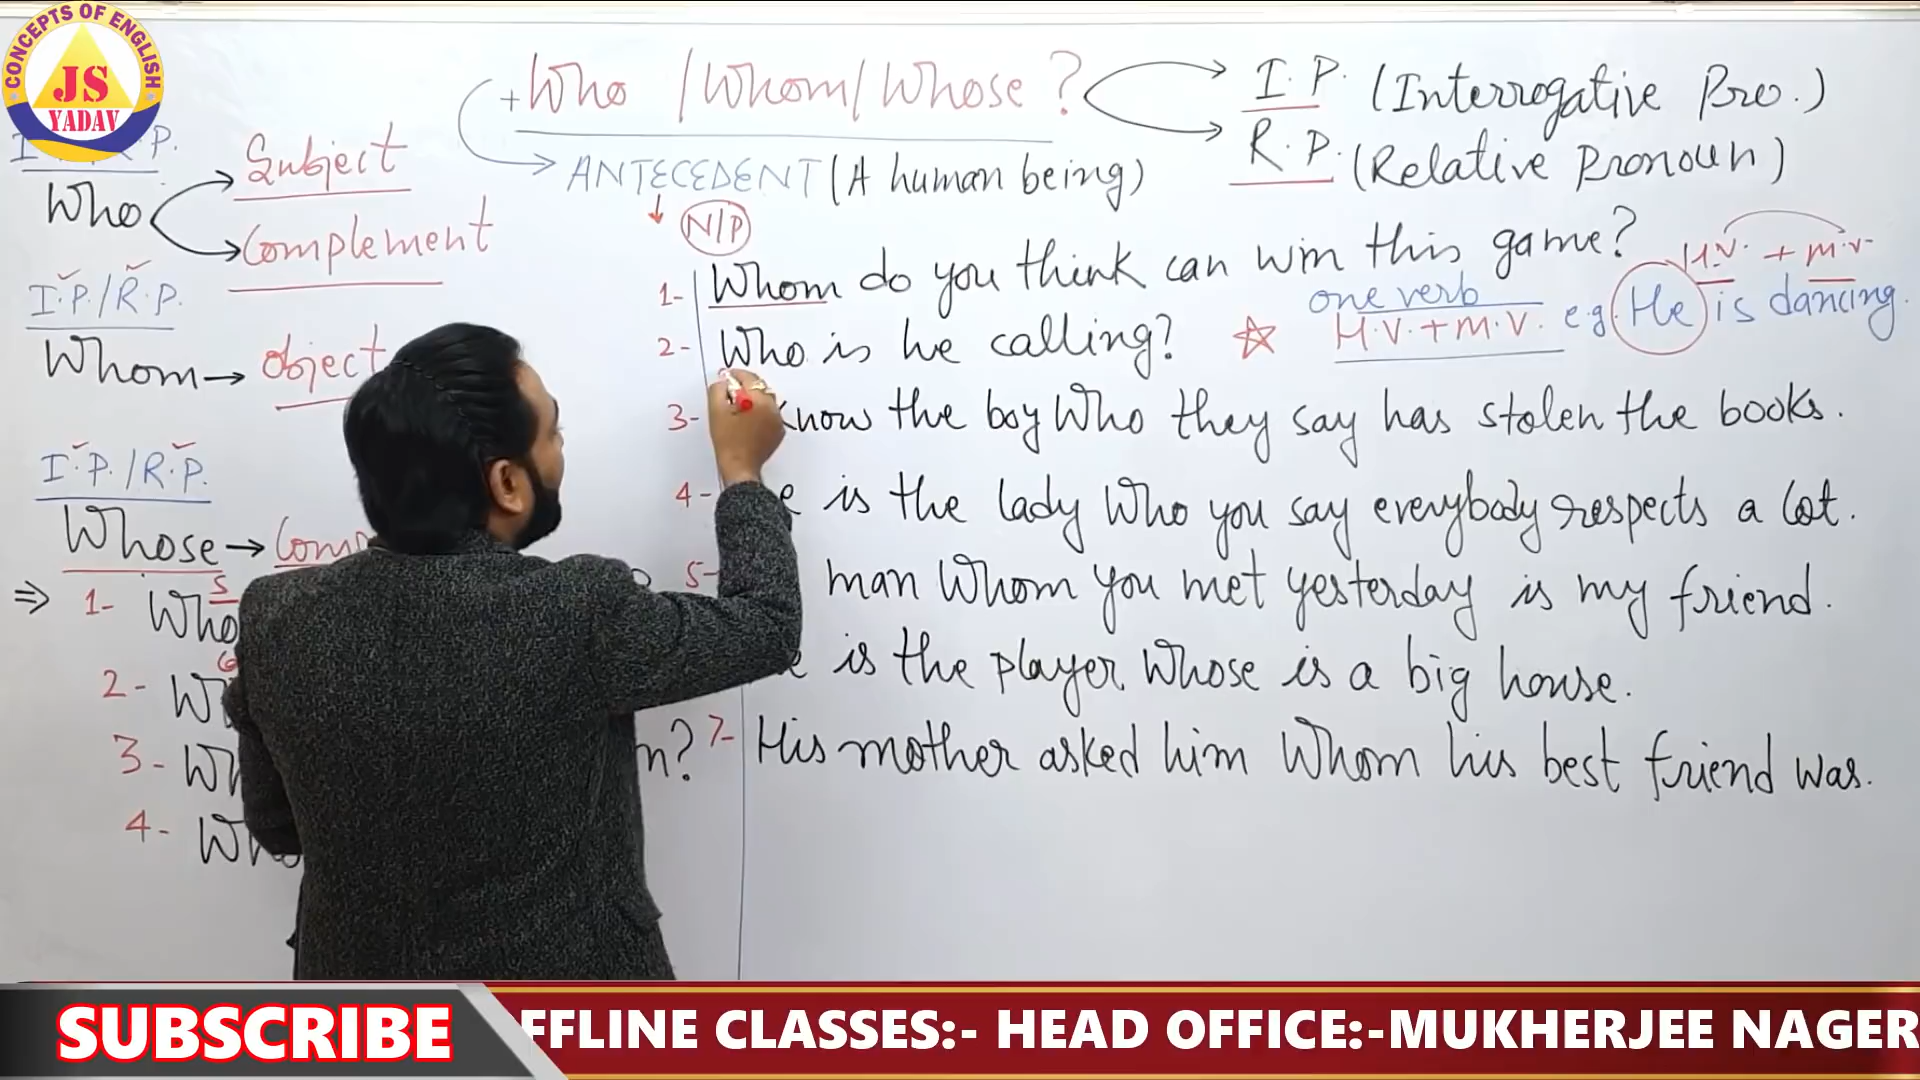 CONCEPTS OF ENGLISH
JS
YADAV
+Who / Whom / Whose ?
I. P. (Interrogative Pro.)
R. P. (Relative Pronoun)
ANTECEDENT (A human being)
N/P
P.
Who
Subject
Complement
I.P. / R.P.
Whom → object
I.P. / R.P.
Whose →
⇒ 1- Who
S
2-
3-
n?
4-
1- Whom do you think can win this game?
H.V. + M.V.
one verb
H.V. + M.V. e.g. He is dancing.
2- Who is he calling?
3- know the boy who they say has stolen the books.
4- is the lady who you say everybody respects a lot.
5- man whom you met yesterday is my friend.
is the player whose is a big house.
7- His mother asked him whom his best friend was.
SUBSCRIBE
FFLINE CLASSES:- HEAD OFFICE:-MUKHERJEE NAGER